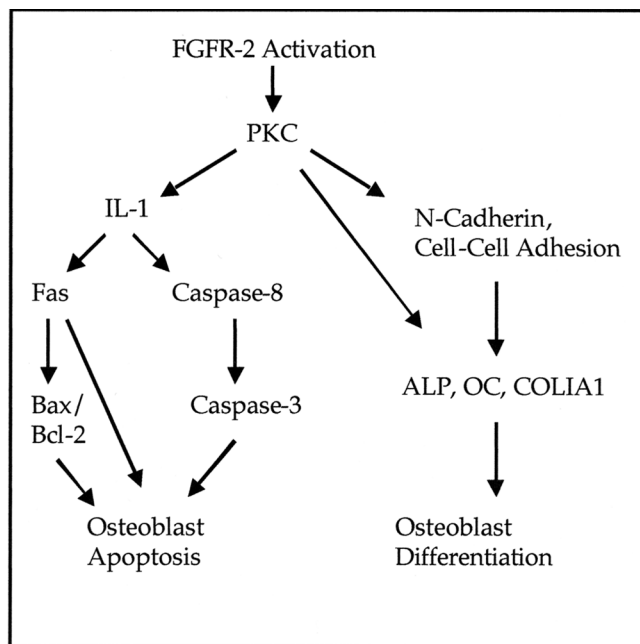 FGFR-2 Activation
PKC
IL-1
N-Cadherin,
Cell-Cell Adhesion
Fas
Caspase-8
Bax/
Bcl-2
Caspase-3
ALP, OC, COLIA1
Osteoblast
Apoptosis
Osteoblast
Differentiation